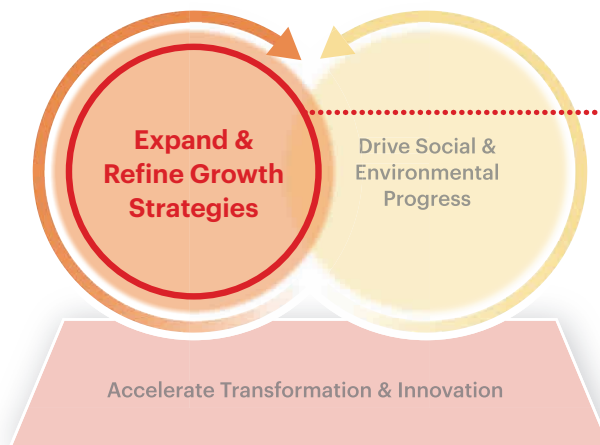 Expand &
Refine Growth
Strategies
Drive Social &
Environmental
Progress
Accelerate Transformation & Innovation